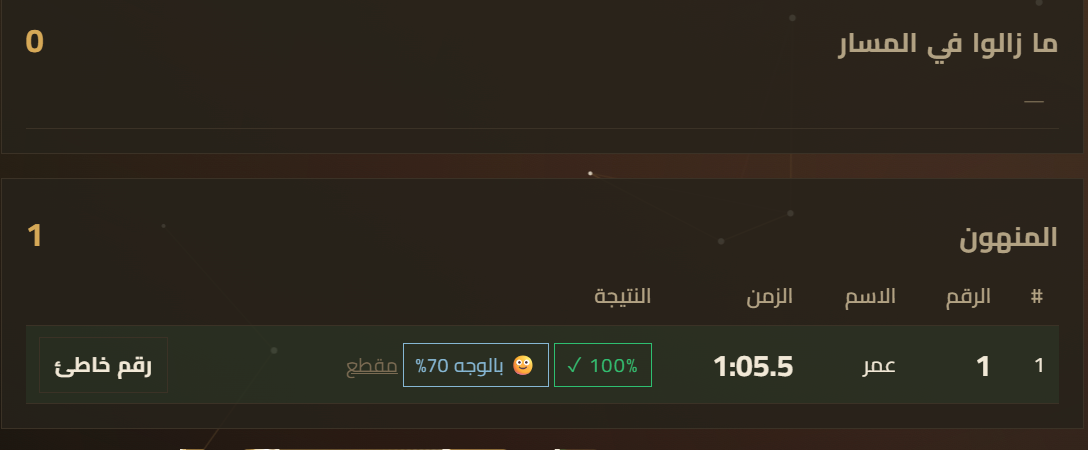 ما زالوا في المسار 0
—
المنهون 1
# الرقم الاسم الزمن النتيجة
1 1 عمر 1:05.5 100% ✓ 🙂 بالوجه 70% مقطع رقم خاطئ